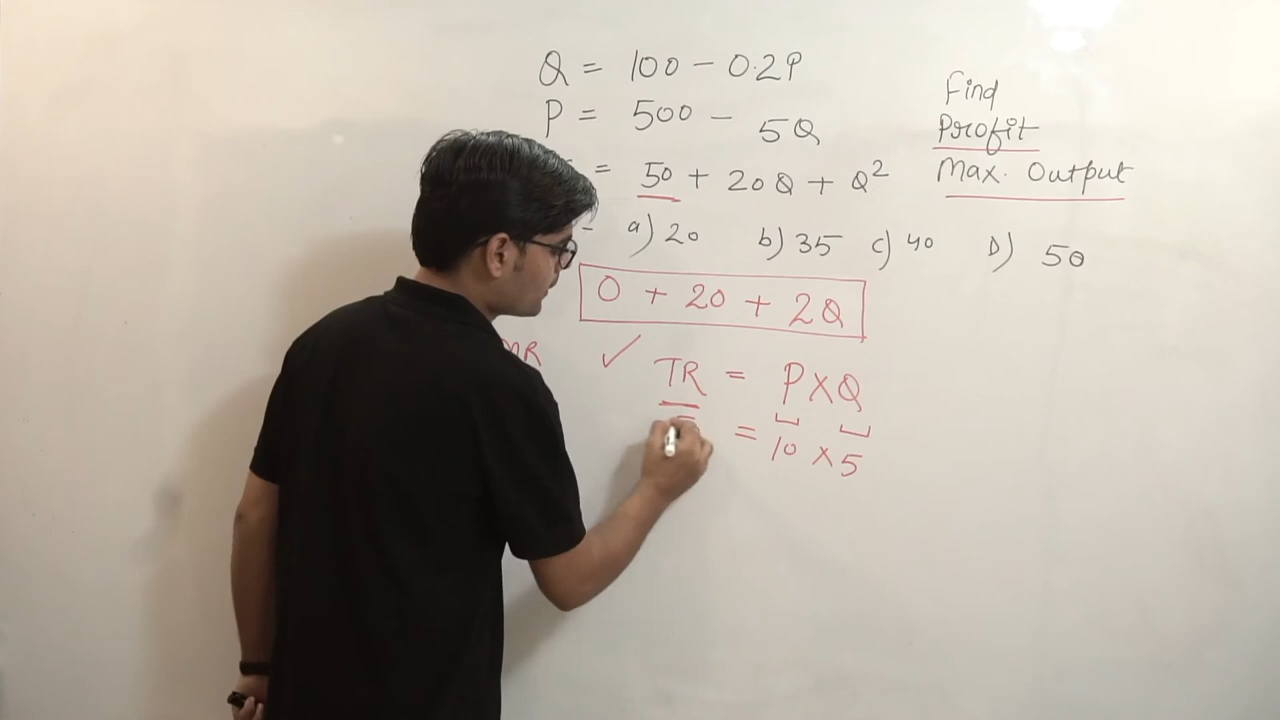 Q = 100 - 0.2P
P = 500 - 5Q
= 50 + 20Q + Q²
Find
Profit
Max. Output
- a) 20 b) 35 c) 40 D) 50
0 + 20 + 2Q
MR ✓ TR = P X Q
= 10 X 5